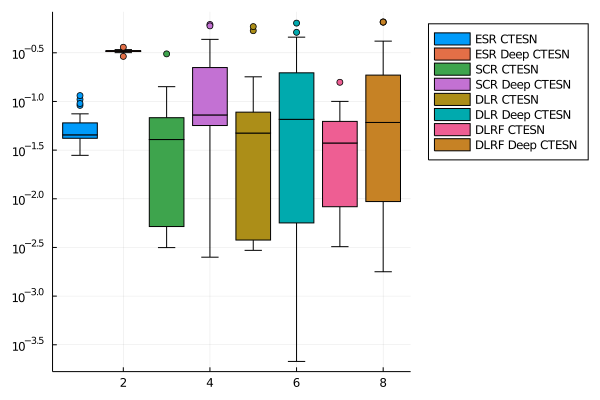 10^−0.5
10^−1.0
10^−1.5
10^−2.0
10^−2.5
10^−3.0
10^−3.5
2 4 6 8
ESR CTESN
ESR Deep CTESN
SCR CTESN
SCR Deep CTESN
DLR CTESN
DLR Deep CTESN
DLRF CTESN
DLRF Deep CTESN